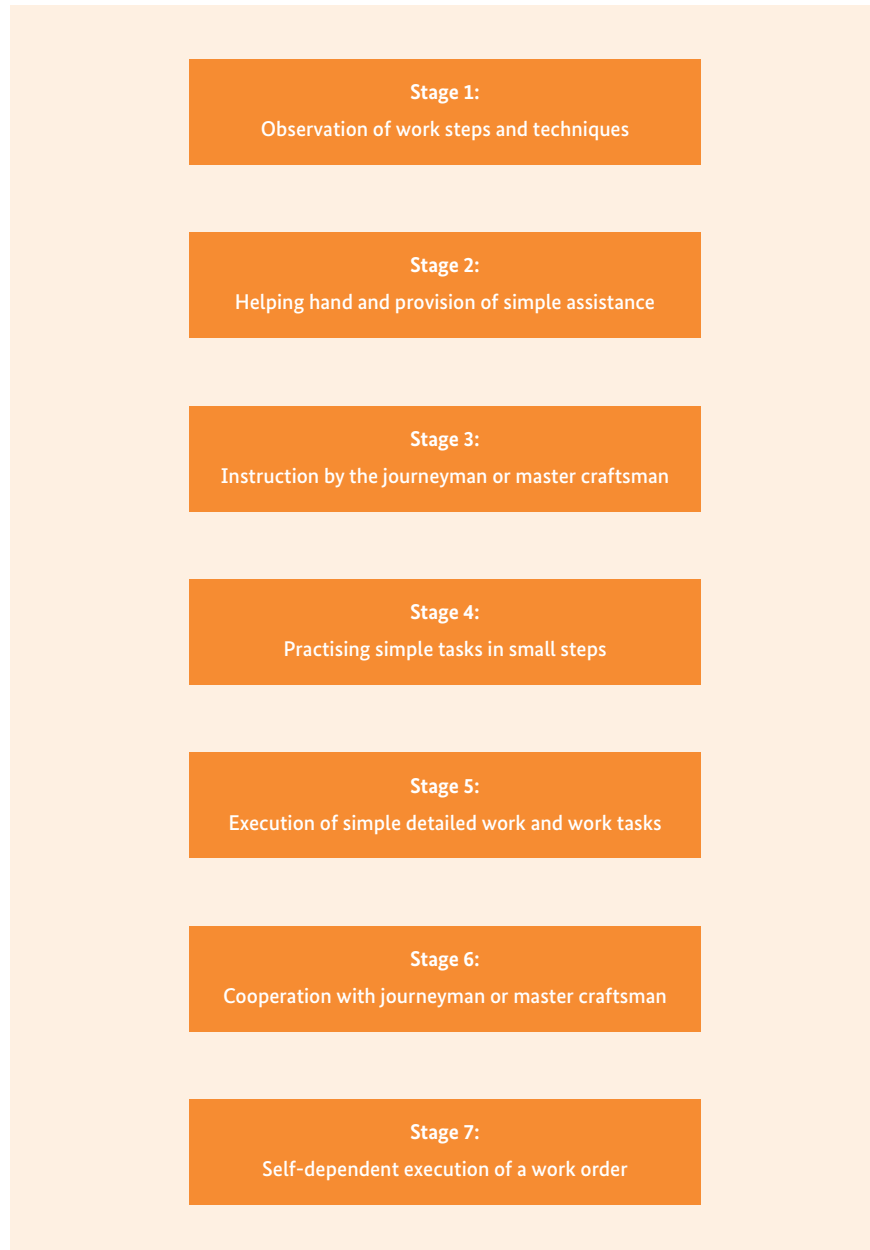 Stage 1:
Observation of work steps and techniques
Stage 2:
Helping hand and provision of simple assistance
Stage 3:
Instruction by the journeyman or master craftsman
Stage 4:
Practising simple tasks in small steps
Stage 5:
Execution of simple detailed work and work tasks
Stage 6:
Cooperation with journeyman or master craftsman
Stage 7:
Self-dependent execution of a work order